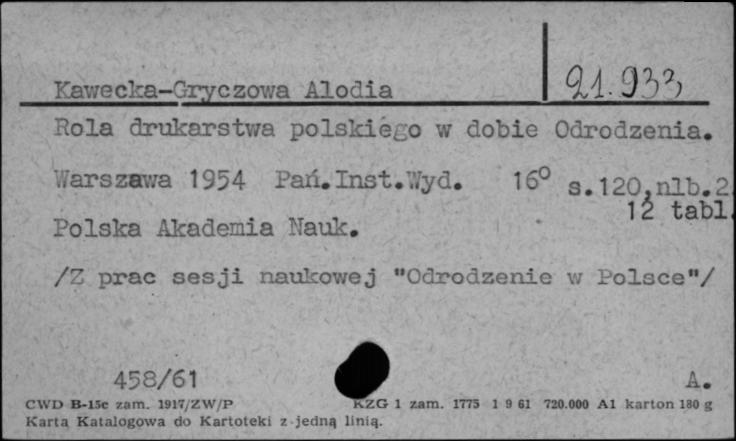 Kawecka-Gryczowa Alodia 21.933
Rola drukarstwa polskiego w dobie Odrodzenia.
Warszawa 1954 Pań.Inst.Wyd. 16° s.120,nlb.2.
12 tabl.
Polska Akademia Nauk.
/Z prac sesji naukowej "Odrodzenie w Polsce"/
458/61 A.
CWD B-15c zam. 1917/ZW/P KZG 1 zam. 1775 1 9 61 720.000 A1 karton 180 g
Karta Katalogowa do Kartoteki z jedną linią.